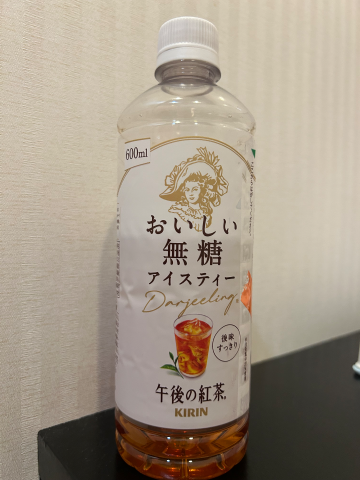 600ml
おいしい
無糖
アイスティー
Darjeeling
後味
すっきり
午後の紅茶®
KIRIN